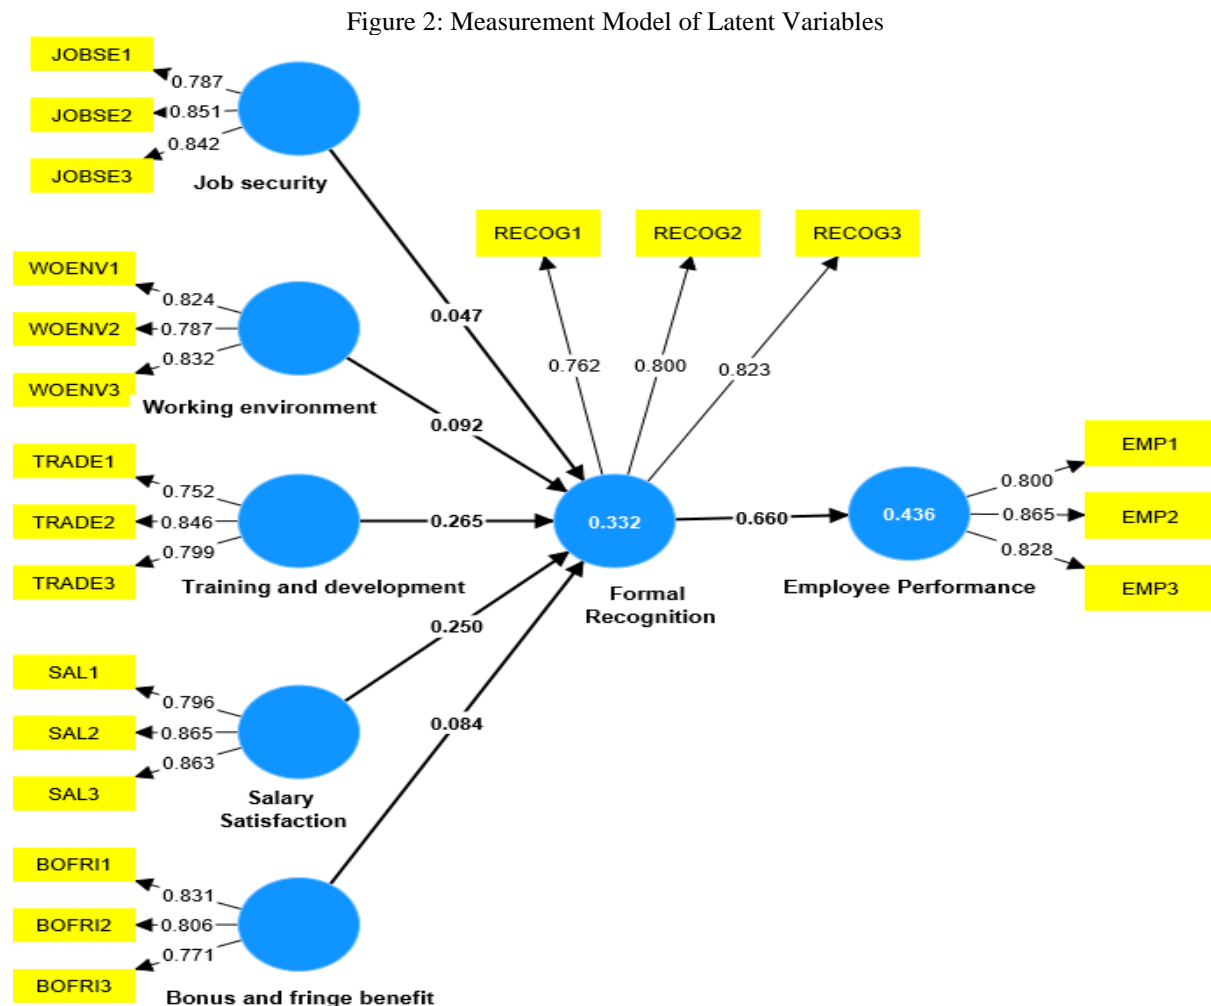 Figure 2: Measurement Model of Latent Variables
JOBSE1
0.787
JOBSE2
0.851
JOBSE3
0.842
Job security
RECOG1
RECOG2
RECOG3
0.762
0.800
0.823
WOENV1
0.824
WOENV2
0.787
WOENV3
0.832
Working environment
0.047
0.092
TRADE1
0.752
TRADE2
0.846
TRADE3
0.799
Training and development
0.265
0.332
Formal
Recognition
0.660
0.436
Employee Performance
EMP1
0.800
EMP2
0.865
EMP3
0.828
0.250
SAL1
0.796
SAL2
0.865
SAL3
0.863
Salary
Satisfaction
0.084
BOFRI1
0.831
BOFRI2
0.806
BOFRI3
0.771
Bonus and fringe benefit